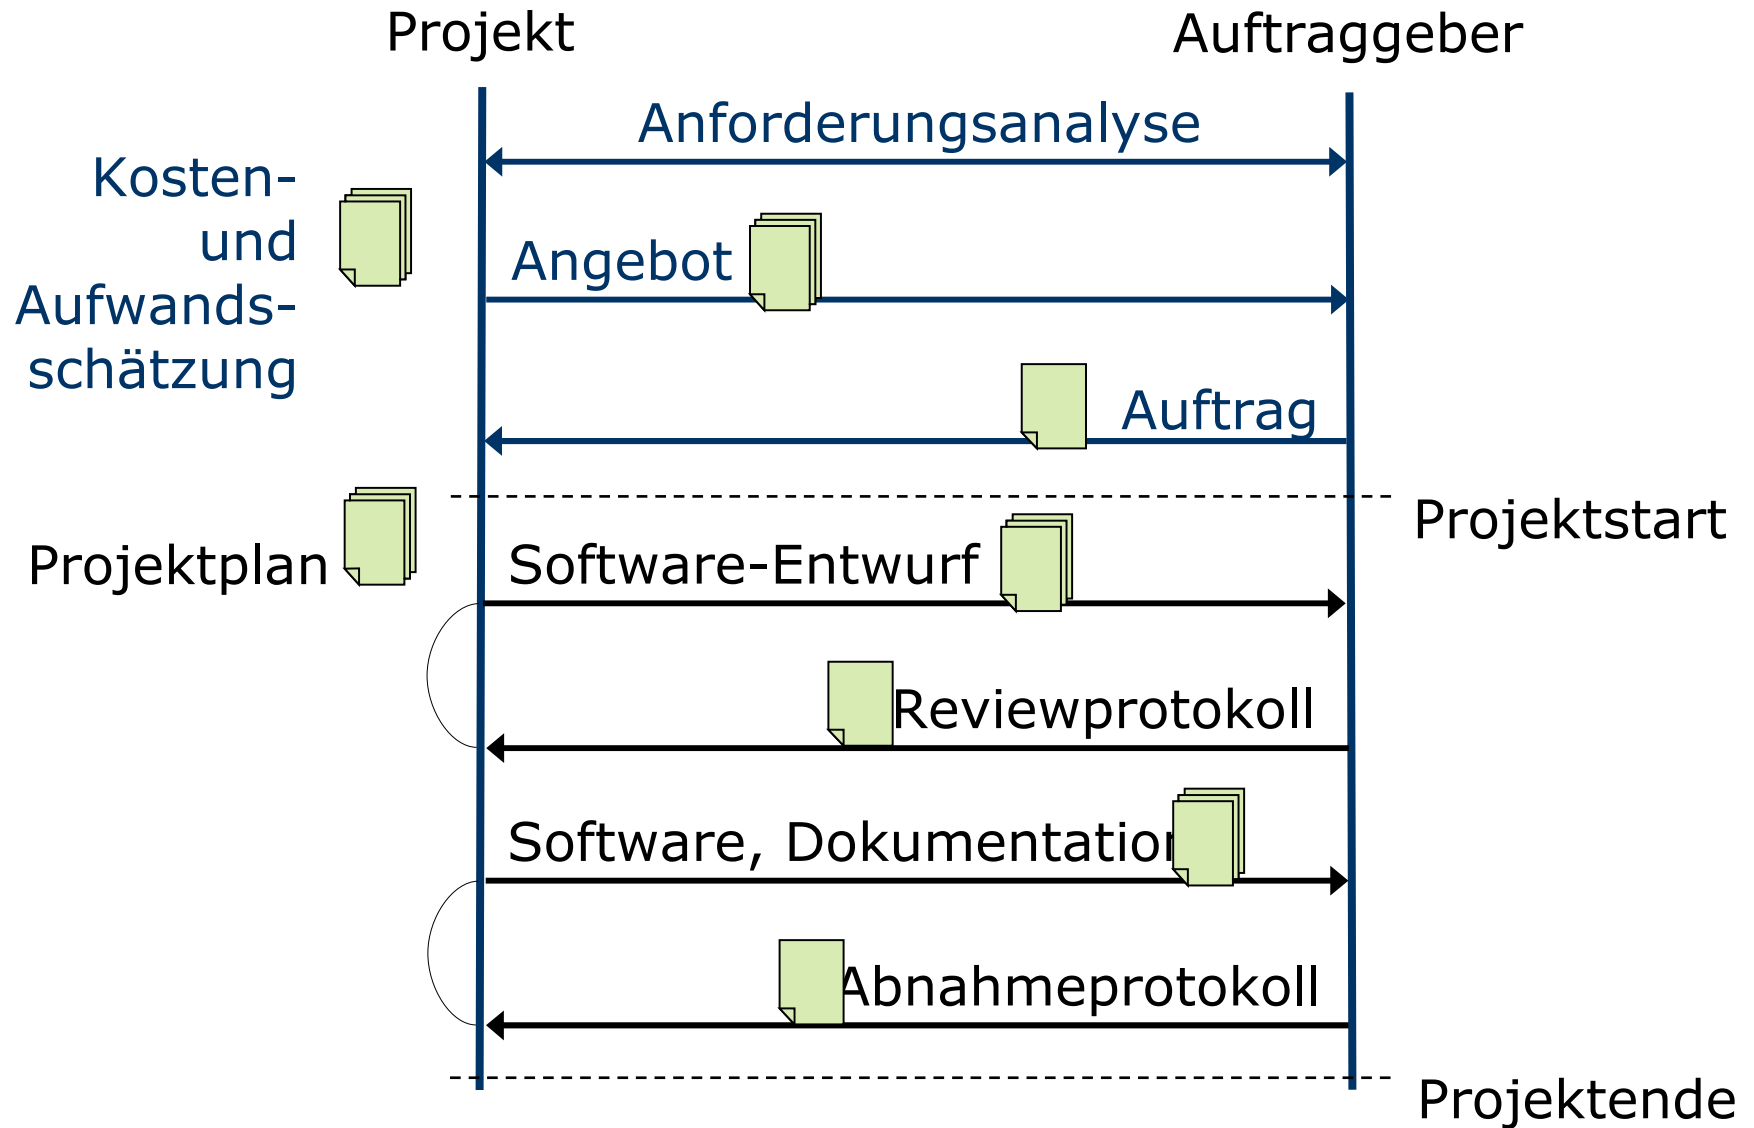 Projekt
Auftraggeber
Anforderungsanalyse
Kosten-
und
Aufwands-
schätzung
Angebot
Auftrag
Projektstart
Projektplan
Software-Entwurf
Reviewprotokoll
Software, Dokumentation
Abnahmeprotokoll
Projektende